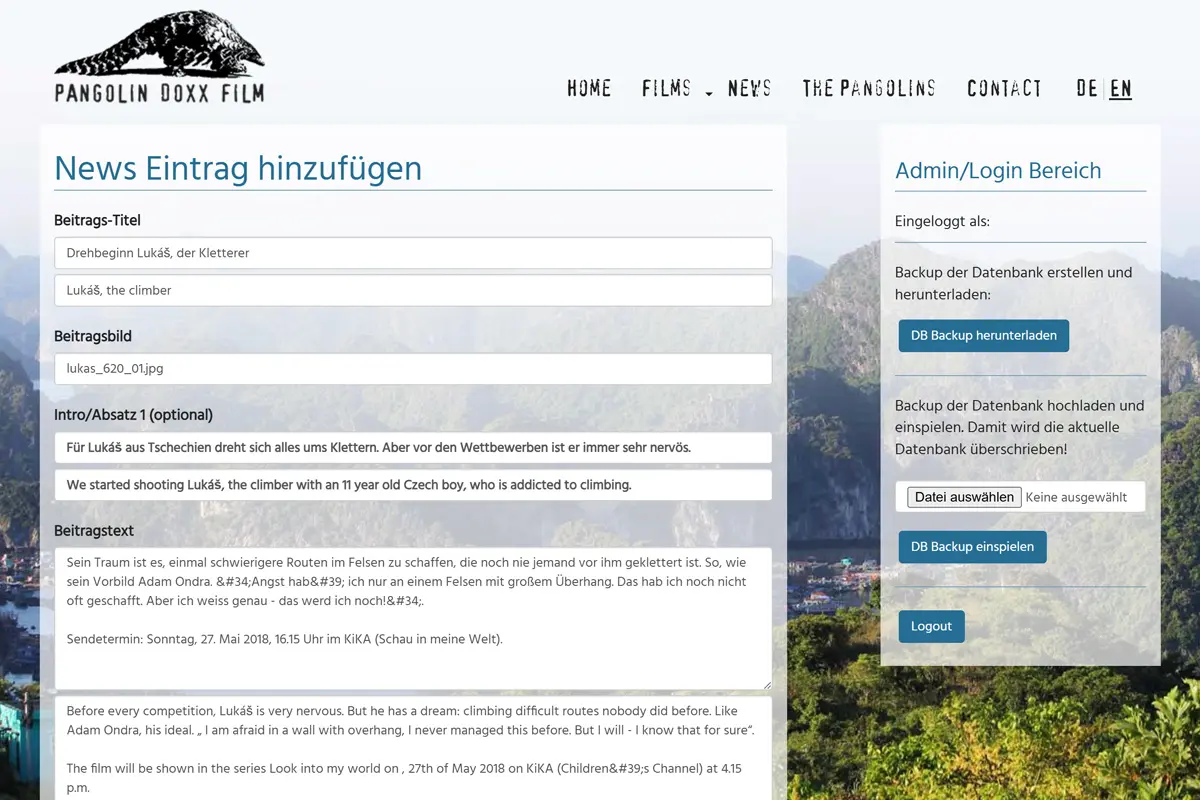 PANGOLIN DOXX FILM
HOME FILMS NEWS THE PANGOLINS CONTACT DE EN
News Eintrag hinzufügen
Beitrags-Titel
Drehbeginn Lukáš, der Kletterer
Lukáš, the climber
Beitragsbild
lukas_620_01.jpg
Intro/Absatz 1 (optional)
Für Lukáš aus Tschechien dreht sich alles ums Klettern. Aber vor den Wettbewerben ist er immer sehr nervös.
We started shooting Lukáš, the climber with an 11 year old Czech boy, who is addicted to climbing.
Beitragstext
Sein Traum ist es, einmal schwierigere Routen im Felsen zu schaffen, die noch nie jemand vor ihm geklettert ist. So, wie
sein Vorbild Adam Ondra. &#34;Angst hab&#39; ich nur an einem Felsen mit großem Überhang. Das hab ich noch nicht
oft geschafft. Aber ich weiss genau - das werd ich noch!&#34;.
Sendetermin: Sonntag, 27. Mai 2018, 16.15 Uhr im KiKA (Schau in meine Welt).
Before every competition, Lukáš is very nervous. But he has a dream: climbing difficult routes nobody did before. Like
Adam Ondra, his ideal. „ I am afraid in a wall with overhang, I never managed this before. But I will - I know that for sure“.
The film will be shown in the series Look into my world on , 27th of May 2018 on KiKA (Children&#39;s Channel) at 4.15
p.m.
Admin/Login Bereich
Eingeloggt als:
Backup der Datenbank erstellen und
herunterladen:
DB Backup herunterladen
Backup der Datenbank hochladen und
einspielen. Damit wird die aktuelle
Datenbank überschrieben!
Datei auswählen Keine ausgewählt
DB Backup einspielen
Logout